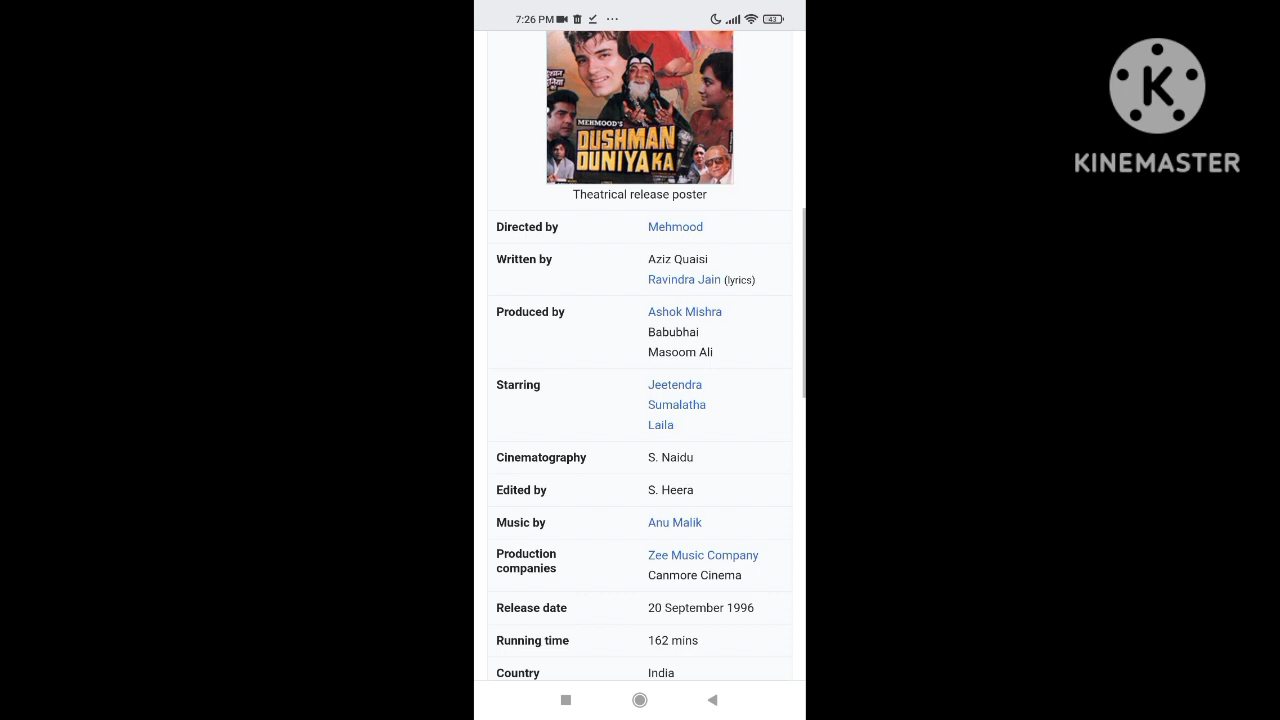 7:26 PM
43
दुश्मन
दुनिया का
MEHMOOD'S
DUSHMAN
DUNIYA KA
Theatrical release poster
Directed by Mehmood
Written by Aziz Quaisi
Ravindra Jain (lyrics)
Produced by Ashok Mishra
Babubhai
Masoom Ali
Starring Jeetendra
Sumalatha
Laila
Cinematography S. Naidu
Edited by S. Heera
Music by Anu Malik
Production companies Zee Music Company
Canmore Cinema
Release date 20 September 1996
Running time 162 mins
Country India
K
KINEMASTER